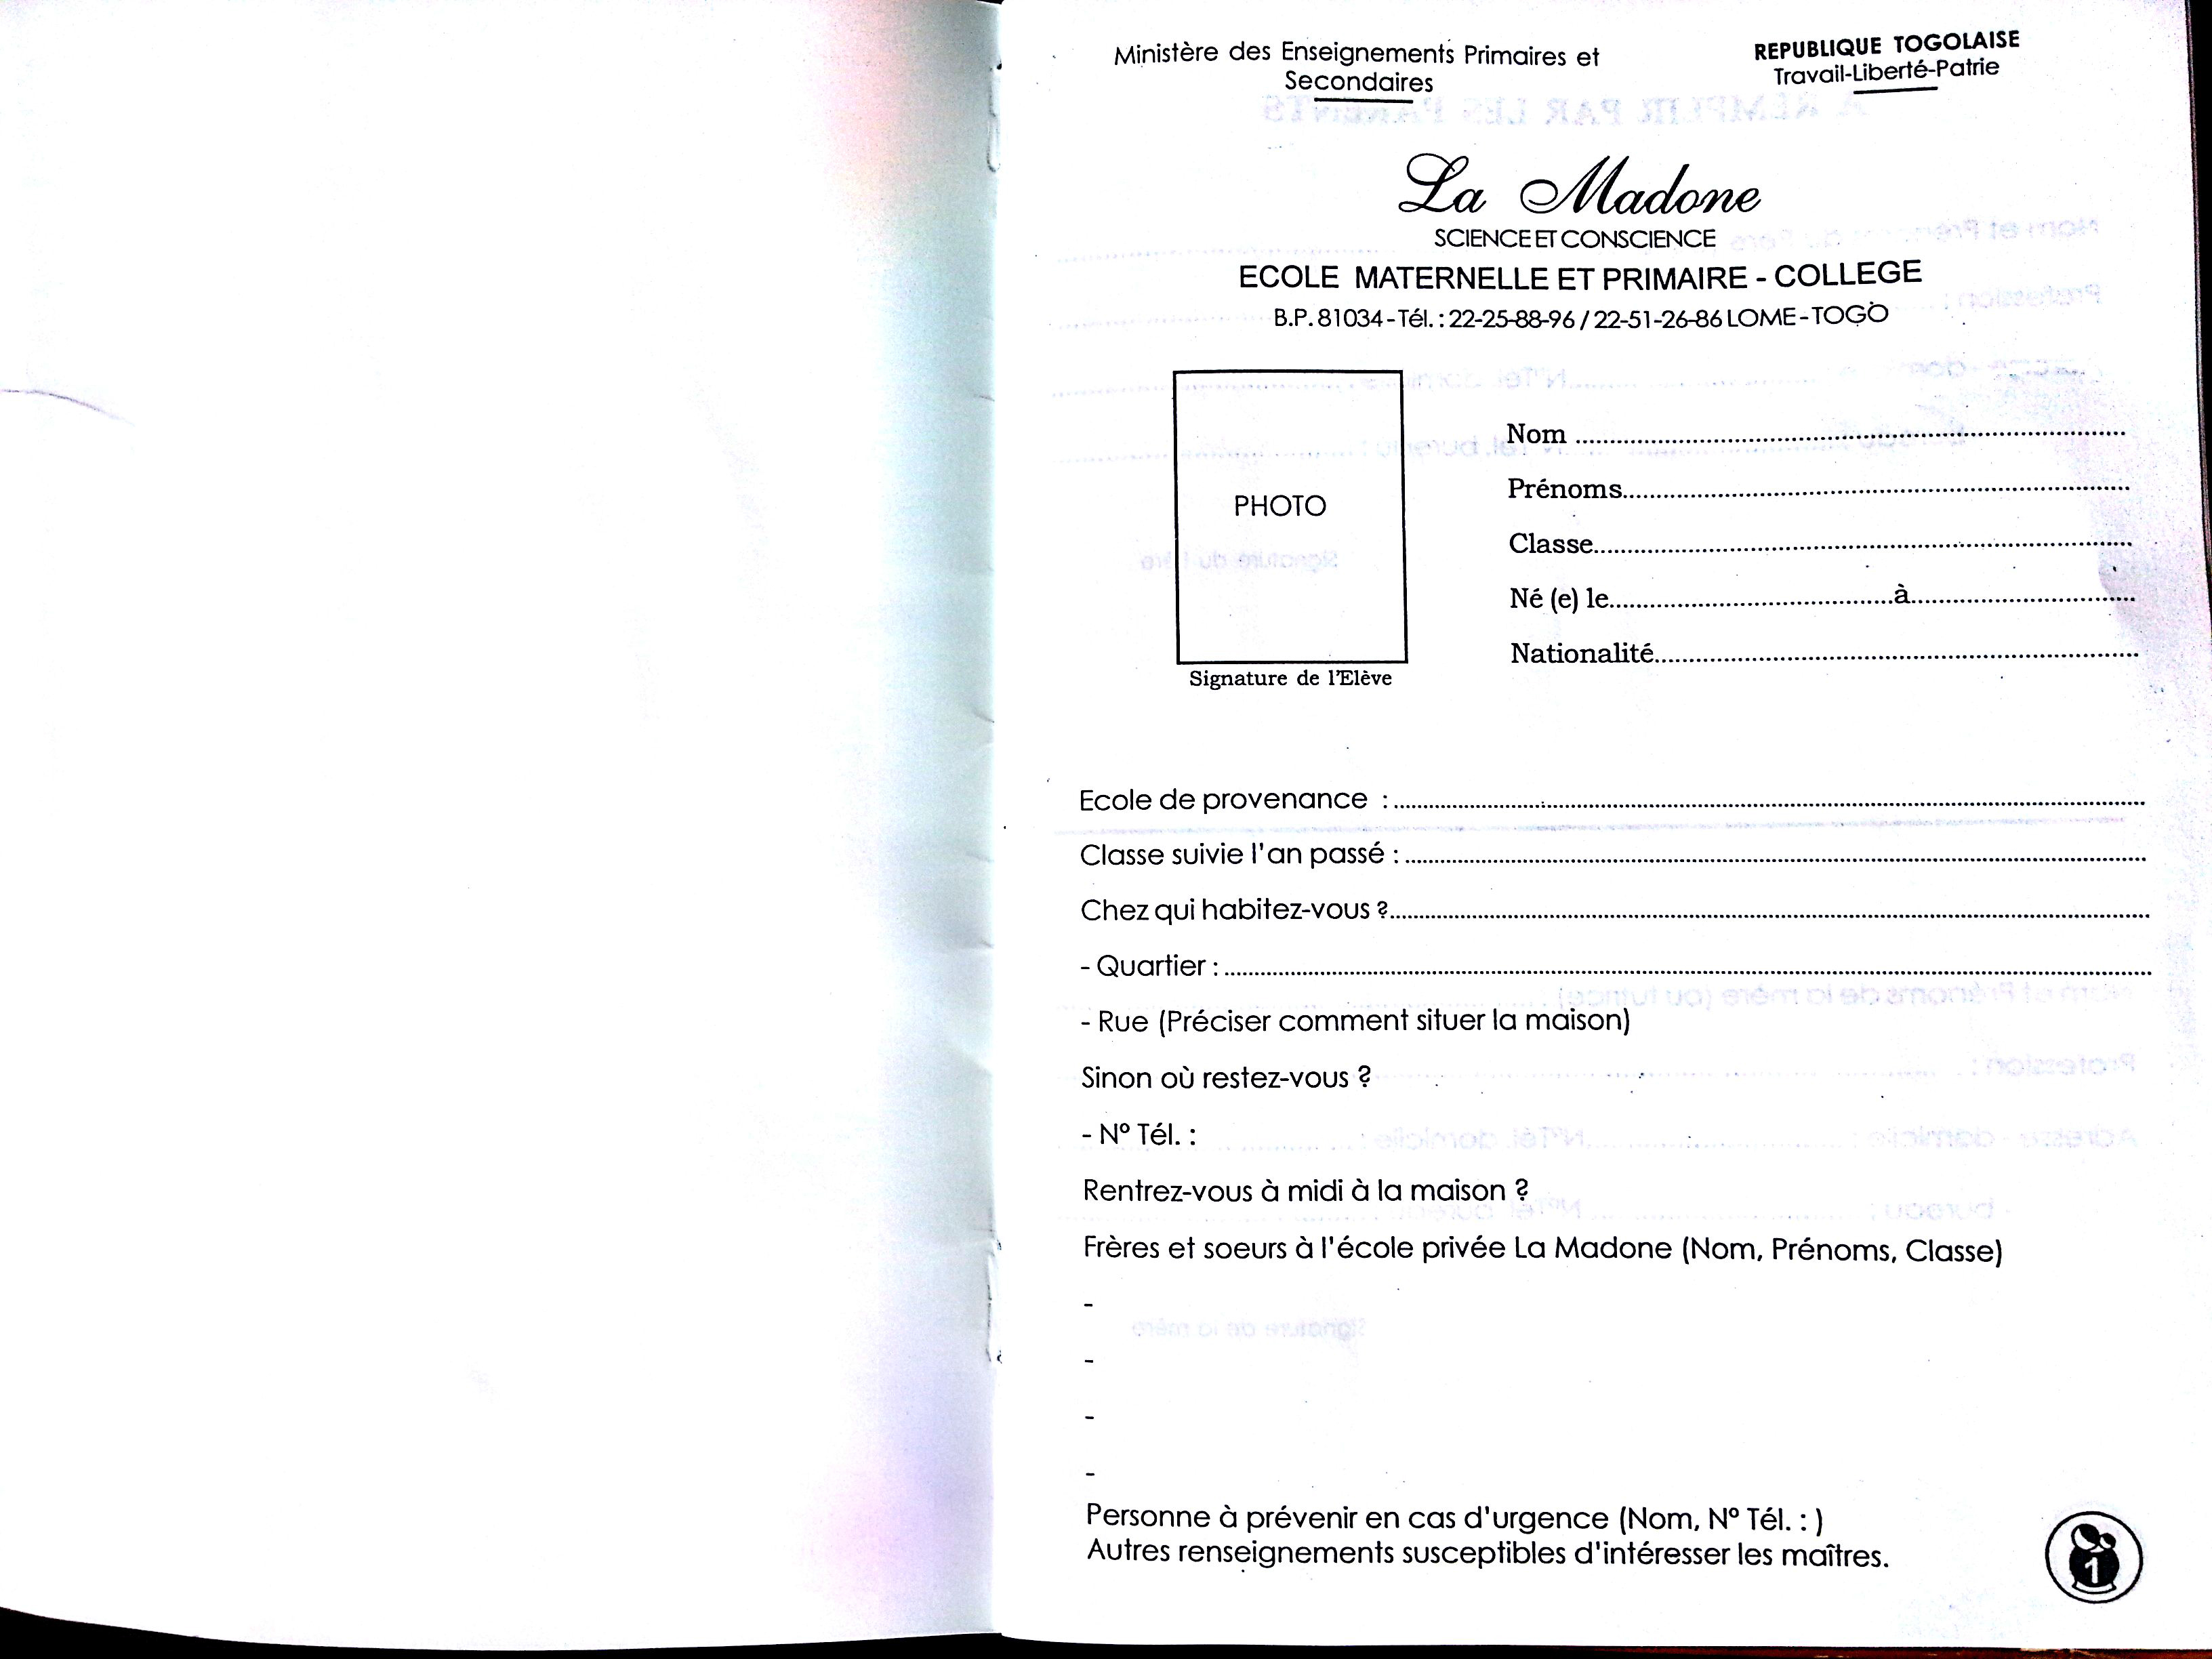 Ministère des Enseignements Primaires et
Secondaires
REPUBLIQUE TOGOLAISE
Travail-Liberté-Patrie
La Madone
SCIENCE ET CONSCIENCE
ECOLE MATERNELLE ET PRIMAIRE - COLLEGE
B.P. 81034 - Tél. : 22-25-88-96 / 22-51-26-86 LOME - TOGO
PHOTO
Signature de l'Elève
Nom ..........
Prénoms..........
Classe..........
Né (e) le..........à..........
Nationalité..........
Ecole de provenance : ..........
Classe suivie l'an passé : ..........
Chez qui habitez-vous ?..........
- Quartier : ..........
- Rue (Préciser comment situer la maison)
Sinon où restez-vous ?
- N° Tél. :
Rentrez-vous à midi à la maison ?
Frères et soeurs à l'école privée La Madone (Nom, Prénoms, Classe)
-
-
-
-
Personne à prévenir en cas d'urgence (Nom, N° Tél. : )
Autres renseignements susceptibles d'intéresser les maîtres.
1